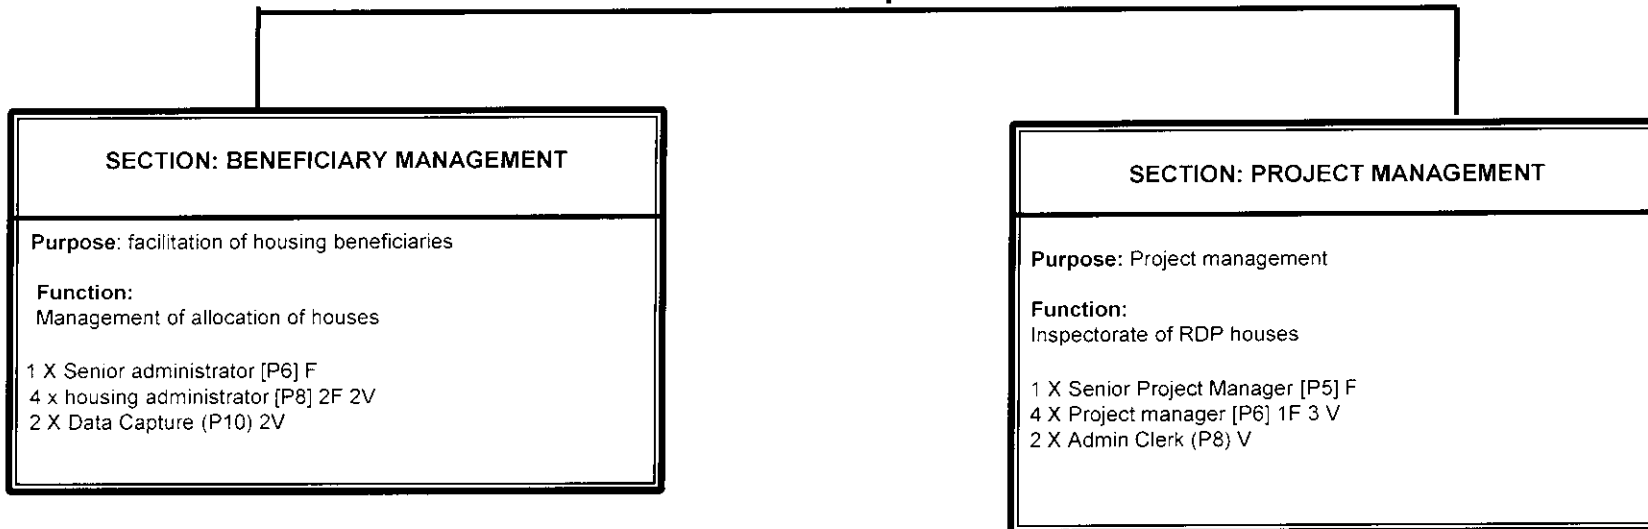 SECTION: BENEFICIARY MANAGEMENT
Purpose: facilitation of housing beneficiaries
Function:
Management of allocation of houses
1 X Senior administrator [P6] F
4 x housing administrator [P8] 2F 2V
2 X Data Capture (P10) 2V
SECTION: PROJECT MANAGEMENT
Purpose: Project management
Function:
Inspectorate of RDP houses
1 X Senior Project Manager [P5] F
4 X Project manager [P6] 1F 3 V
2 X Admin Clerk (P8) V